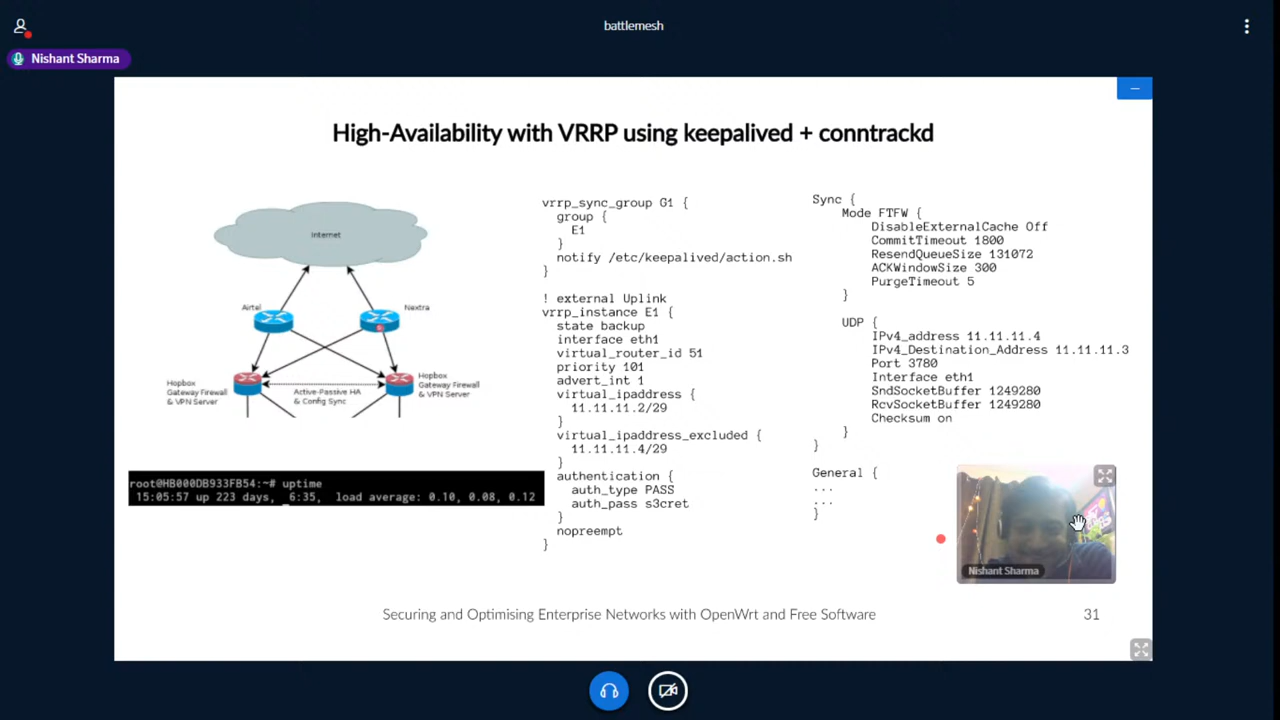 battlemesh
Nishant Sharma
High-Availability with VRRP using keepalived + conntrackd
Internet
Airtel
Nextra
Hopbox
Gateway Firewall
& VPN Server
Active-Passive HA
& Config Sync
Hopbox
Gateway Firewall
& VPN Server
root@HB000DB933FB54:~# uptime
15:05:57 up 223 days, 6:35, load average: 0.10, 0.08, 0.12
vrrp_sync_group G1 {
group {
E1
}
notify /etc/keepalived/action.sh
}
! external Uplink
vrrp_instance E1 {
state backup
interface eth1
virtual_router_id 51
priority 101
advert_int 1
virtual_ipaddress {
11.11.11.2/29
}
virtual_ipaddress_excluded {
11.11.11.4/29
}
authentication {
auth_type PASS
auth_pass s3cret
}
nopreempt
}
Sync {
Mode FTFW {
DisableExternalCache Off
CommitTimeout 1800
ResendQueueSize 131072
ACKWindowSize 300
PurgeTimeout 5
}
UDP {
IPv4_address 11.11.11.4
IPv4_Destination_Address 11.11.11.3
Port 3780
Interface eth1
SndSocketBuffer 1249280
RcvSocketBuffer 1249280
Checksum on
}
}
General {
...
...
}
Nishant Sharma
Securing and Optimising Enterprise Networks with OpenWrt and Free Software
31